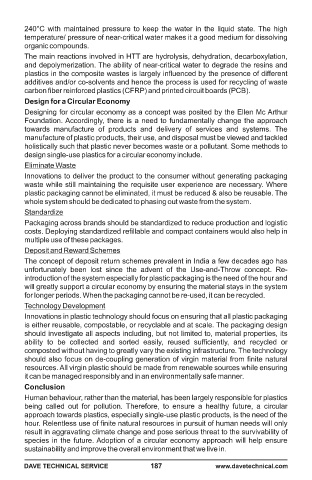 240°C with maintained pressure to keep the water in the liquid state. The high
temperature/ pressure of near-critical water makes it a good medium for dissolving
organic compounds.
The main reactions involved in HTT are hydrolysis, dehydration, decarboxylation,
and depolymerization. The ability of near-critical water to degrade the resins and
plastics in the composite wastes is largely influenced by the presence of different
additives and/or co-solvents and hence the process is used for recycling of waste
carbon fiber reinforced plastics (CFRP) and printed circuit boards (PCB).
Design for a Circular Economy
Designing for circular economy as a concept was posited by the Ellen Mc Arthur
Foundation. Accordingly, there is a need to fundamentally change the approach
towards manufacture of products and delivery of services and systems. The
manufacture of plastic products, their use, and disposal must be viewed and tackled
holistically such that plastic never becomes waste or a pollutant. Some methods to
design single-use plastics for a circular economy include.
Eliminate Waste
Innovations to deliver the product to the consumer without generating packaging
waste while still maintaining the requisite user experience are necessary. Where
plastic packaging cannot be eliminated, it must be reduced & also be reusable. The
whole system should be dedicated to phasing out waste from the system.
Standardize
Packaging across brands should be standardized to reduce production and logistic
costs. Deploying standardized refillable and compact containers would also help in
multiple use of these packages.
Deposit and Reward Schemes
The concept of deposit return schemes prevalent in India a few decades ago has
unfortunately been lost since the advent of the Use-and-Throw concept. Re-
introduction of the system especially for plastic packaging is the need of the hour and
will greatly support a circular economy by ensuring the material stays in the system
for longer periods. When the packaging cannot be re-used, it can be recycled.
Technology Development
Innovations in plastic technology should focus on ensuring that all plastic packaging
is either reusable, compostable, or recyclable and at scale. The packaging design
should investigate all aspects including, but not limited to, material properties, its
ability to be collected and sorted easily, reused sufficiently, and recycled or
composted without having to greatly vary the existing infrastructure. The technology
should also focus on de-coupling generation of virgin material from finite natural
resources. All virgin plastic should be made from renewable sources while ensuring
it can be managed responsibly and in an environmentally safe manner.
Conclusion
Human behaviour, rather than the material, has been largely responsible for plastics
being called out for pollution. Therefore, to ensure a healthy future, a circular
approach towards plastics, especially single-use plastic products, is the need of the
hour. Relentless use of finite natural resources in pursuit of human needs will only
result in aggravating climate change and pose serious threat to the survivability of
species in the future. Adoption of a circular economy approach will help ensure
sustainability and improve the overall environment that we live in.
DAVE TECHNICAL SERVICE 187 www.davetechnical.com